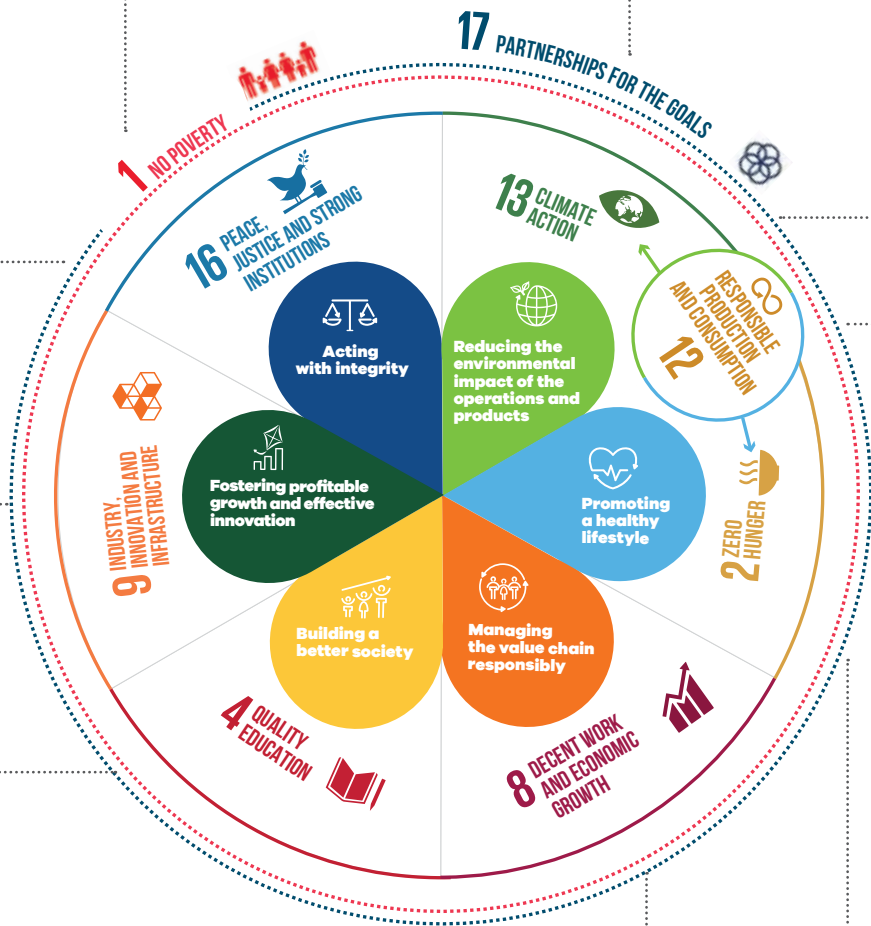 17 PARTNERSHIPS FOR THE GOALS
1 NO POVERTY
16 PEACE,
JUSTICE AND STRONG
INSTITUTIONS
13 CLIMATE
ACTION
RESPONSIBLE
PRODUCTION
AND CONSUMPTION
12
Acting
with integrity
Reducing the
environmental
impact of the
operations and
products
9 INDUSTRY,
INNOVATION AND
INFRASTRUCTURE
Fostering profitable
growth and effective
innovation
Promoting
a healthy
lifestyle
2 ZERO
HUNGER
Building a
better society
Managing
the value chain
responsibly
4 QUALITY
EDUCATION
8 DECENT WORK
AND ECONOMIC
GROWTH